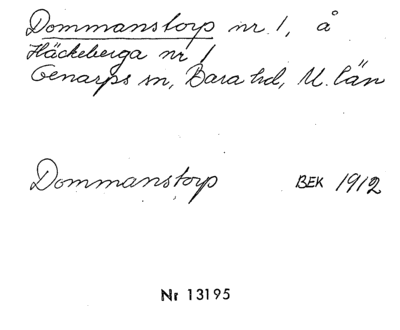 Dommanstorp nr 1, å
Häckeberga nr 1
Genarps sn, Bara hd, M. län
Dommanstorp BEK 1912
Nr 13195